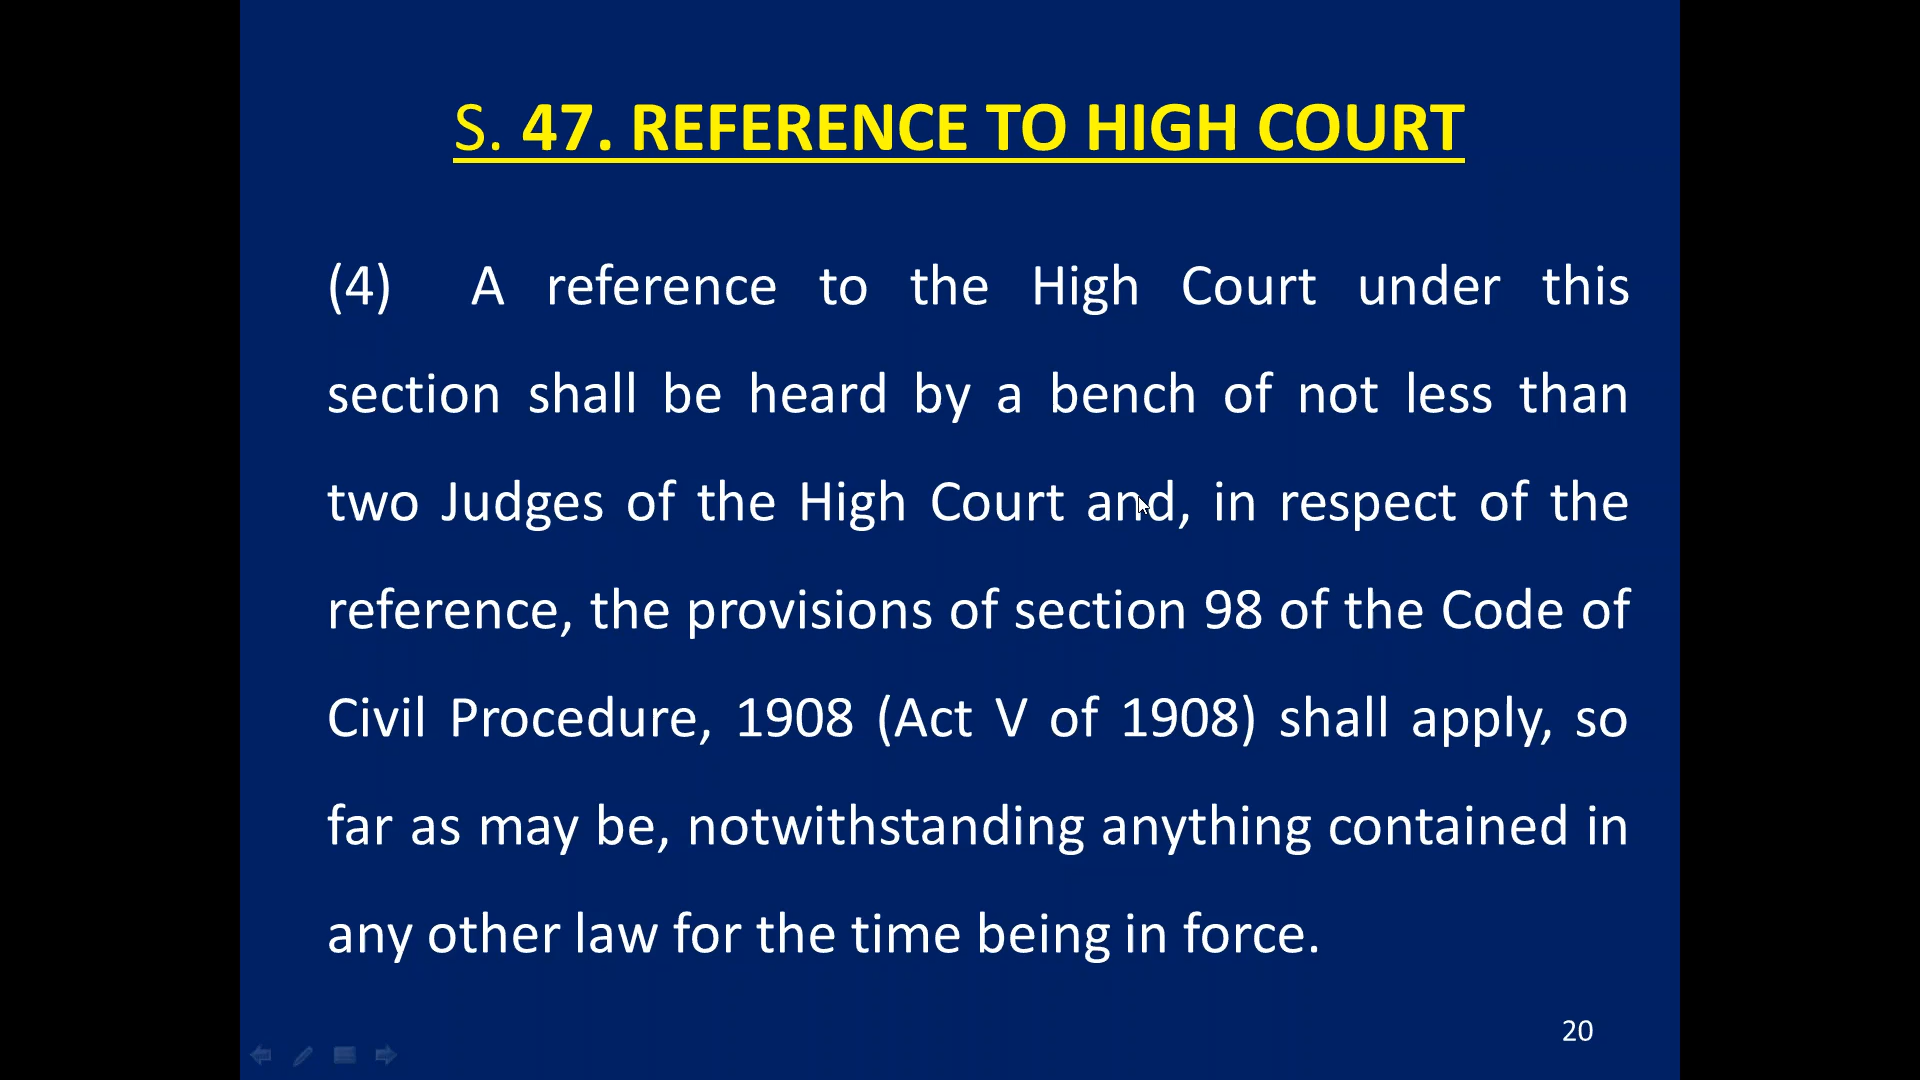 S. 47. REFERENCE TO HIGH COURT
(4) A reference to the High Court under this
section shall be heard by a bench of not less than
two Judges of the High Court and, in respect of the
reference, the provisions of section 98 of the Code of
Civil Procedure, 1908 (Act V of 1908) shall apply, so
far as may be, notwithstanding anything contained in
any other law for the time being in force.
20